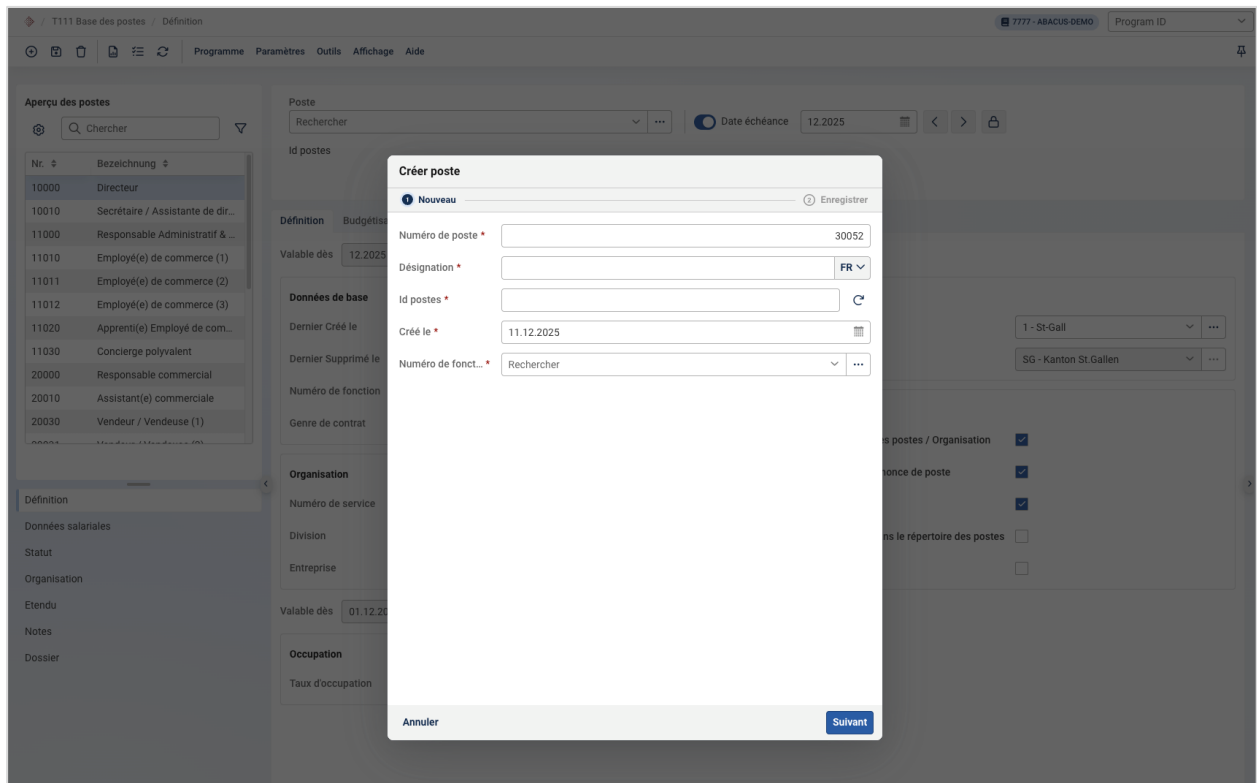 / T111 Base des postes / Définition
7777 - ABACUS-DEMO
Program ID
Programme Paramètres Outils Affichage Aide
Aperçu des postes
Chercher
Nr. Bezeichnung
10000 Directeur
10010 Secrétaire / Assistante de dir...
11000 Responsable Administratif & ...
11010 Employé(e) de commerce (1)
11011 Employé(e) de commerce (2)
11012 Employé(e) de commerce (3)
11020 Apprenti(e) Employé de com...
11030 Concierge polyvalent
20000 Responsable commercial
20010 Assistant(e) commerciale
20030 Vendeur / Vendeuse (1)
Définition
Données salariales
Statut
Organisation
Etendu
Notes
Dossier
Poste
Rechercher
Date échéance
12.2025
Id postes
Définition Budgétisa
Valable dès 12.2025
Données de base
Dernier Créé le
1 - St-Gall
Dernier Supprimé le
SG - Kanton St.Gallen
Numéro de fonction
Genre de contrat
es postes / Organisation
nonce de poste
Organisation
Numéro de service
Division
ns le répertoire des postes
Entreprise
Valable dès 01.12.20
Occupation
Taux d'occupation
Créer poste
1 Nouveau
2 Enregistrer
Numéro de poste * 30052
Désignation * FR
Id postes *
Créé le * 11.12.2025
Numéro de fonct... * Rechercher
Annuler
Suivant